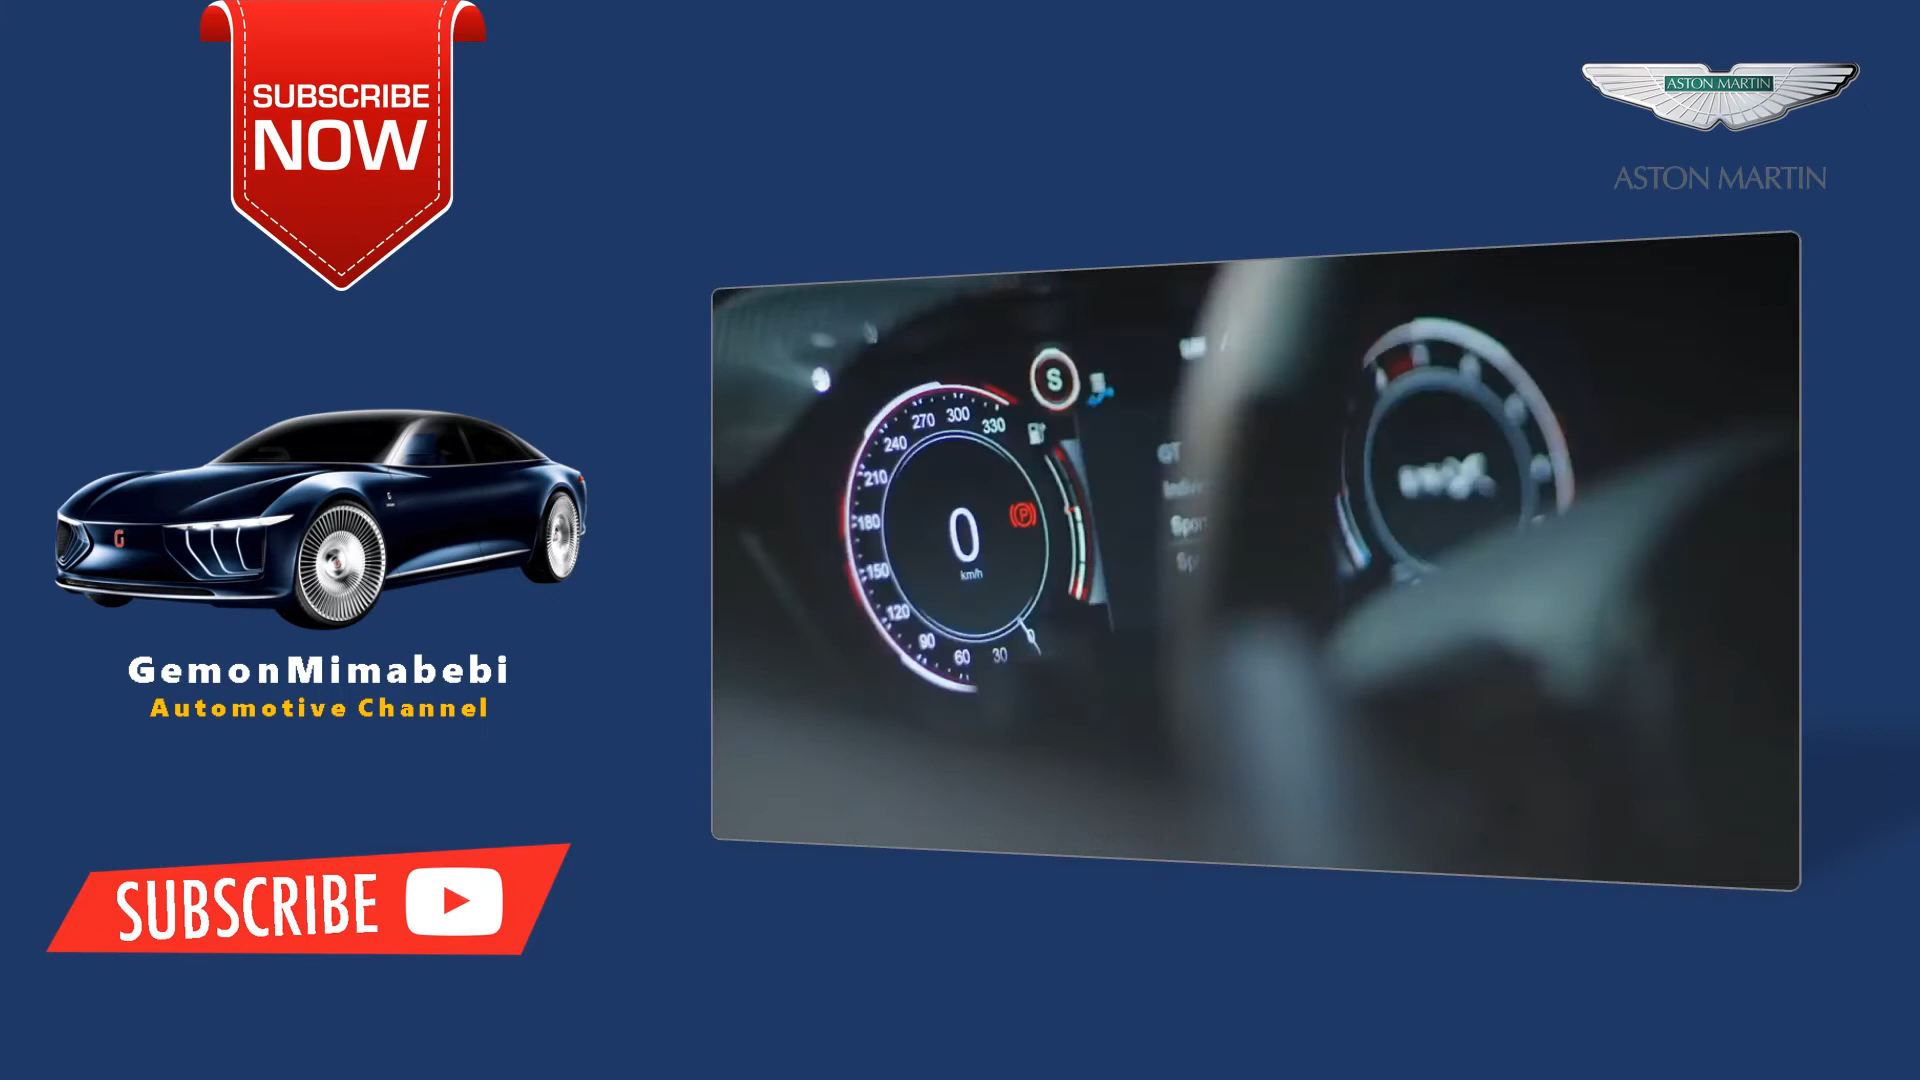 SUBSCRIBE
NOW
ASTON MARTIN
ASTON MARTIN
GemonMimabebi
Automotive Channel
SUBSCRIBE
S
330
300
270
240
210
180
150
120
90
60
30
0
km/h
P
GT